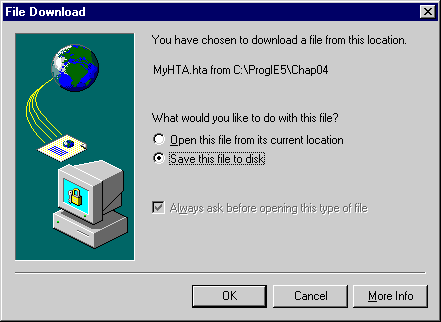 File Download
You have chosen to download a file from this location.
MyHTA.hta from C:\ProgIE5\Chap04
What would you like to do with this file?
Open this file from its current location
Save this file to disk
Always ask before opening this type of file
OK
Cancel
More Info